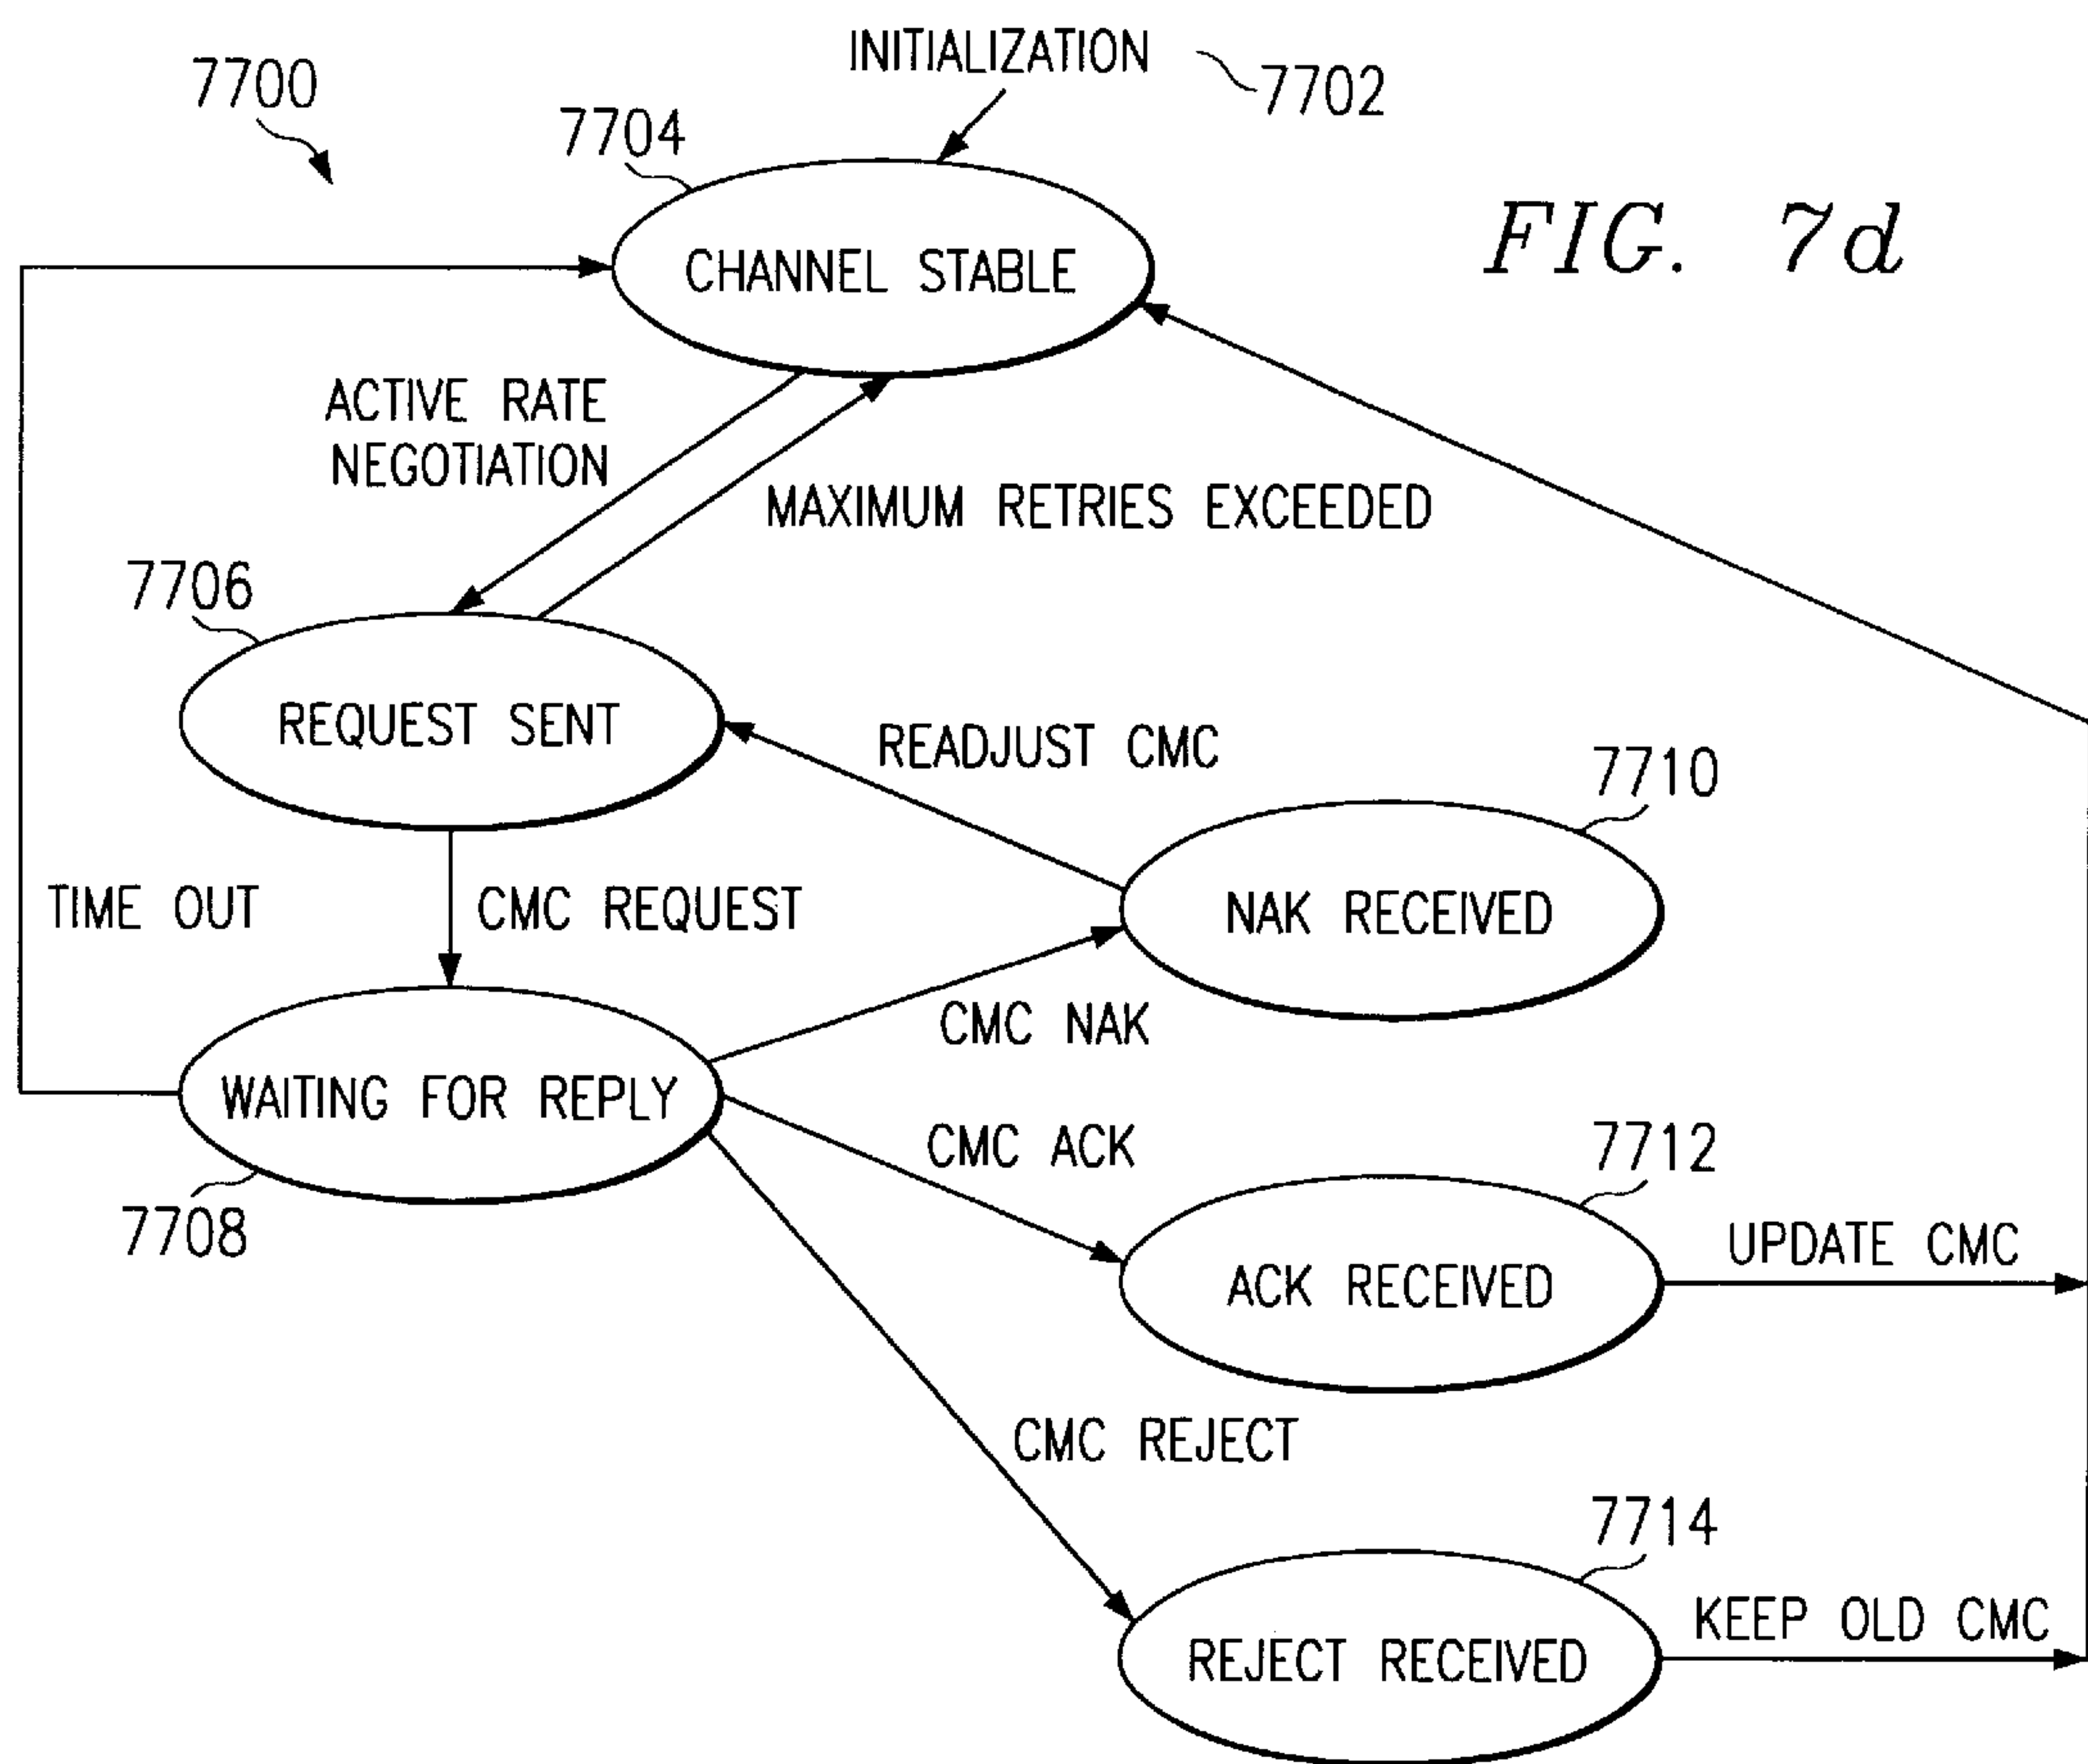 INITIALIZATION
7702
7700
7704
FIG. 7d
CHANNEL STABLE
ACTIVE RATE
NEGOTIATION
MAXIMUM RETRIES EXCEEDED
7706
REQUEST SENT
READJUST CMC
7710
TIME OUT
CMC REQUEST
NAK RECEIVED
CMC NAK
WAITING FOR REPLY
7708
CMC ACK
7712
UPDATE CMC
ACK RECEIVED
CMC REJECT
7714
KEEP OLD CMC
REJECT RECEIVED